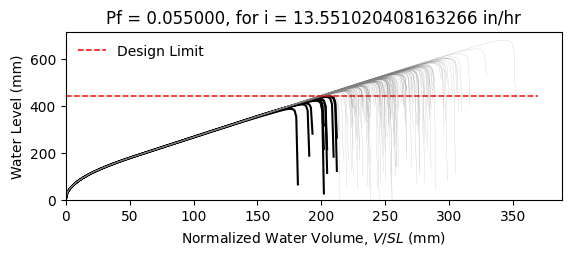 Pf = 0.055000, for i = 13.551020408163266 in/hr
Water Level (mm)
600
400
200
0
Design Limit
0 50 100 150 200 250 300 350
Normalized Water Volume, V/SL (mm)